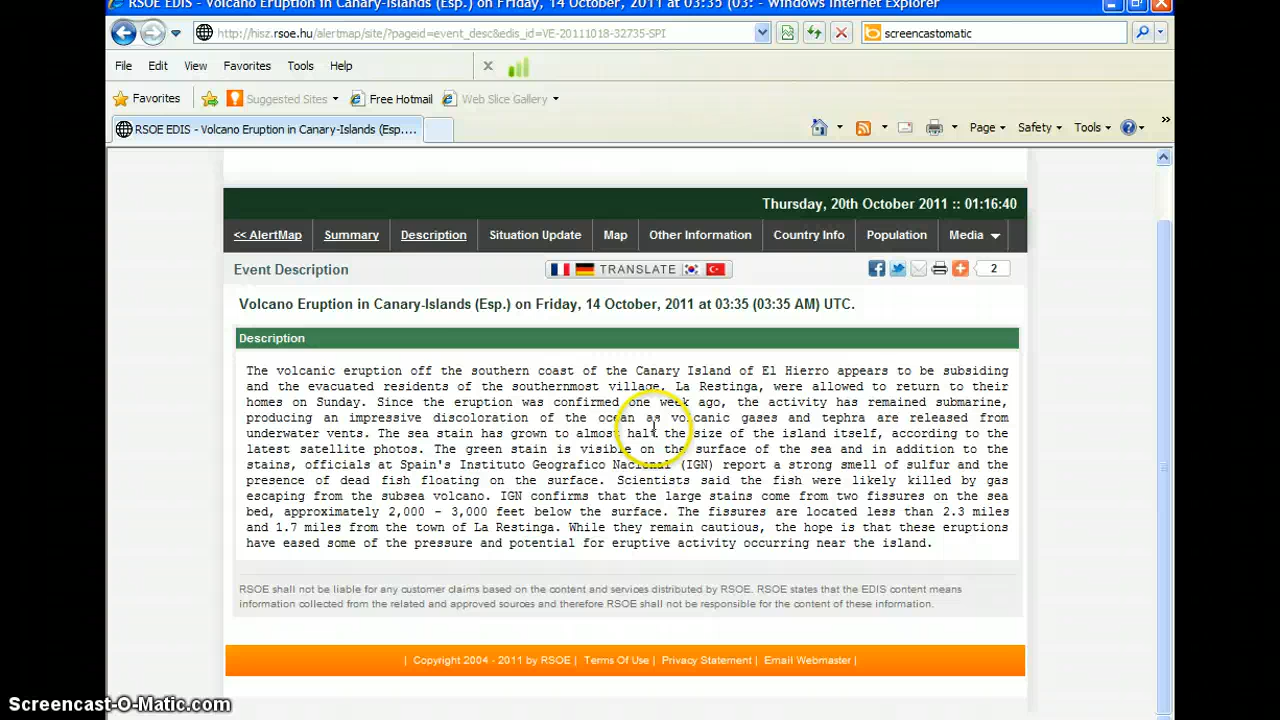 RSOE EDIS - Volcano Eruption in Canary-Islands (Esp.) on Friday, 14 October, 2011 at 03:35 (03: - Windows Internet Explorer
http://hisz.rsoe.hu/alertmap/site/?pageid=event_desc&edis_id=VE-20111018-32735-SPI
screencastomatic
File Edit View Favorites Tools Help
Favorites Suggested Sites Free Hotmail Web Slice Gallery
RSOE EDIS - Volcano Eruption in Canary-Islands (Esp....
Page Safety Tools
Thursday, 20th October 2011 :: 01:16:40
<< AlertMap Summary Description Situation Update Map Other Information Country Info Population Media
Event Description TRANSLATE 2
Volcano Eruption in Canary-Islands (Esp.) on Friday, 14 October, 2011 at 03:35 (03:35 AM) UTC.
Description
The volcanic eruption off the southern coast of the Canary Island of El Hierro appears to be subsiding
and the evacuated residents of the southernmost village, La Restinga, were allowed to return to their
homes on Sunday. Since the eruption was confirmed one week ago, the activity has remained submarine,
producing an impressive discoloration of the ocean as volcanic gases and tephra are released from
underwater vents. The sea stain has grown to almost half the size of the island itself, according to the
latest satellite photos. The green stain is visible on the surface of the sea and in addition to the
stains, officials at Spain's Instituto Geografico Nacional (IGN) report a strong smell of sulfur and the
presence of dead fish floating on the surface. Scientists said the fish were likely killed by gas
escaping from the subsea volcano. IGN confirms that the large stains come from two fissures on the sea
bed, approximately 2,000 - 3,000 feet below the surface. The fissures are located less than 2.3 miles
and 1.7 miles from the town of La Restinga. While they remain cautious, the hope is that these eruptions
have eased some of the pressure and potential for eruptive activity occurring near the island.
RSOE shall not be liable for any customer claims based on the content and services distributed by RSOE. RSOE states that the EDIS content means
information collected from the related and approved sources and therefore RSOE shall not be responsible for the content of these information.
| Copyright 2004 - 2011 by RSOE | Terms Of Use | Privacy Statement | Email Webmaster |
Screencast-O-Matic.com